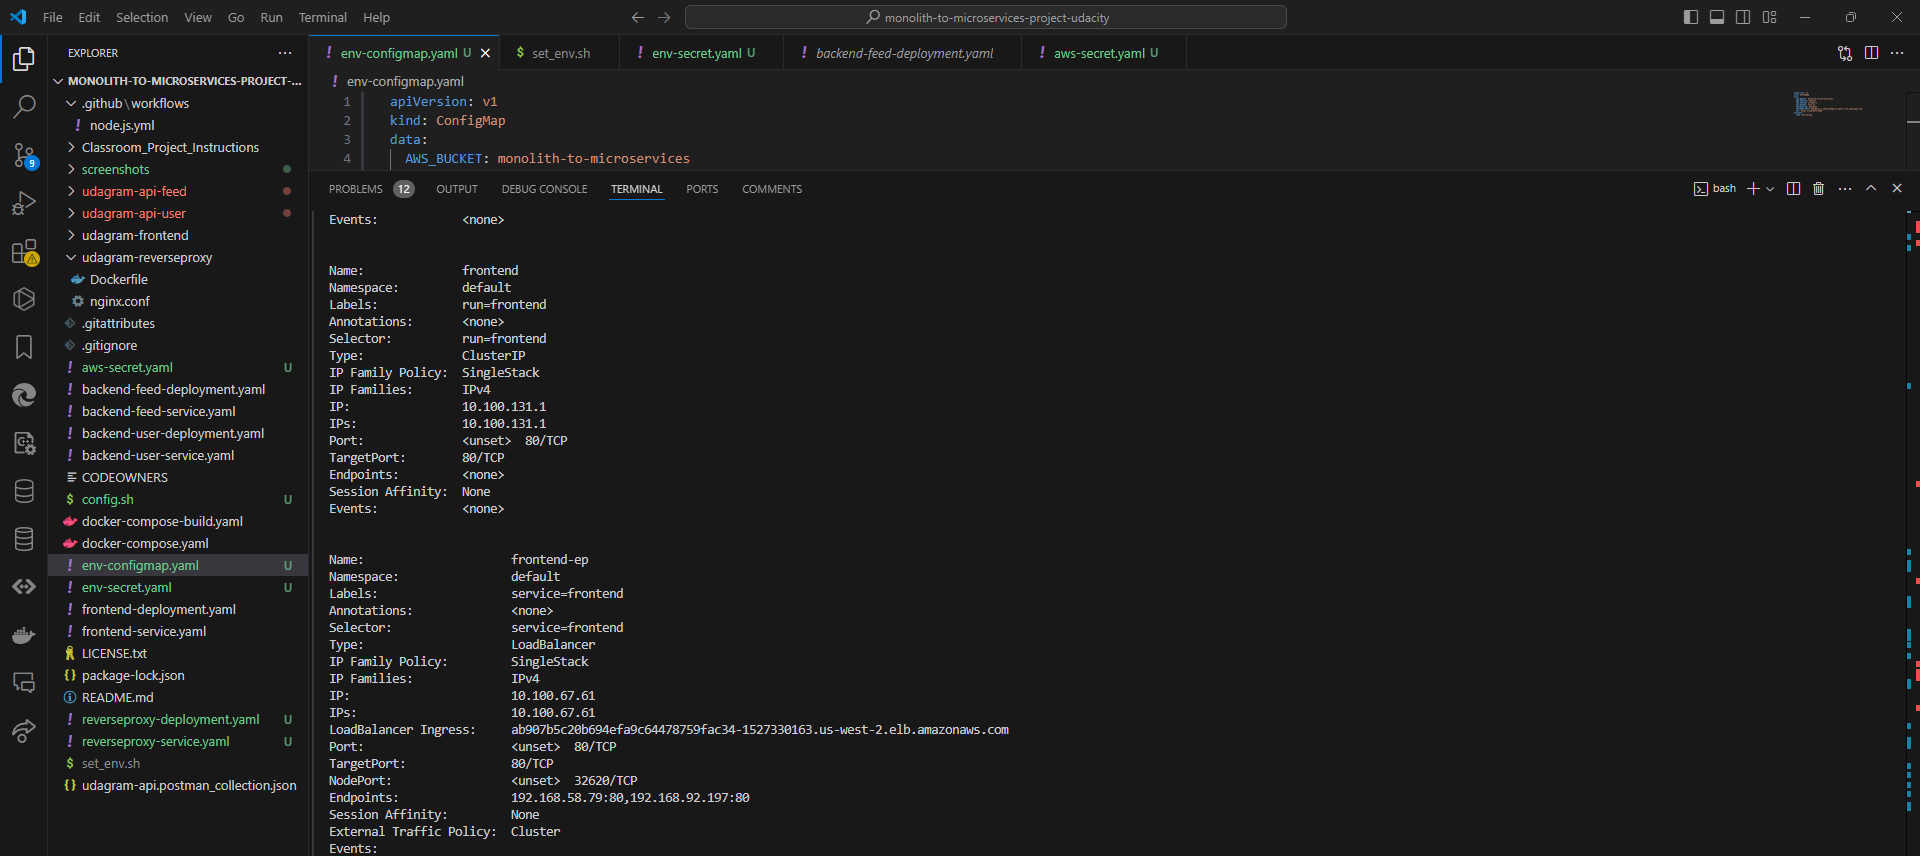 File Edit Selection View Go Run Terminal Help
monolith-to-microservices-project-udacity
EXPLORER
MONOLITH-TO-MICROSERVICES-PROJECT-...
.github\workflows
node.js.yml
Classroom_Project_Instructions
screenshots
udagram-api-feed
udagram-api-user
udagram-frontend
udagram-reverseproxy
Dockerfile
nginx.conf
.gitattributes
.gitignore
aws-secret.yaml U
backend-feed-deployment.yaml
backend-feed-service.yaml
backend-user-deployment.yaml
backend-user-service.yaml
CODEOWNERS
config.sh U
docker-compose-build.yaml
docker-compose.yaml
env-configmap.yaml U
env-secret.yaml U
frontend-deployment.yaml
frontend-service.yaml
LICENSE.txt
package-lock.json
README.md
reverseproxy-deployment.yaml U
reverseproxy-service.yaml U
set_env.sh
udagram-api.postman_collection.json
9
env-configmap.yaml U set_env.sh env-secret.yaml U backend-feed-deployment.yaml aws-secret.yaml U
env-configmap.yaml
1 apiVersion: v1
2 kind: ConfigMap
3 data:
4 AWS_BUCKET: monolith-to-microservices
PROBLEMS 12 OUTPUT DEBUG CONSOLE TERMINAL PORTS COMMENTS
bash
Events: <none>
Name: frontend
Namespace: default
Labels: run=frontend
Annotations: <none>
Selector: run=frontend
Type: ClusterIP
IP Family Policy: SingleStack
IP Families: IPv4
IP: 10.100.131.1
IPs: 10.100.131.1
Port: <unset> 80/TCP
TargetPort: 80/TCP
Endpoints: <none>
Session Affinity: None
Events: <none>
Name: frontend-ep
Namespace: default
Labels: service=frontend
Annotations: <none>
Selector: service=frontend
Type: LoadBalancer
IP Family Policy: SingleStack
IP Families: IPv4
IP: 10.100.67.61
IPs: 10.100.67.61
LoadBalancer Ingress: ab907b5c20b694efa9c64478759fac34-1527330163.us-west-2.elb.amazonaws.com
Port: <unset> 80/TCP
TargetPort: 80/TCP
NodePort: <unset> 32620/TCP
Endpoints: 192.168.58.79:80,192.168.92.197:80
Session Affinity: None
External Traffic Policy: Cluster
Events: